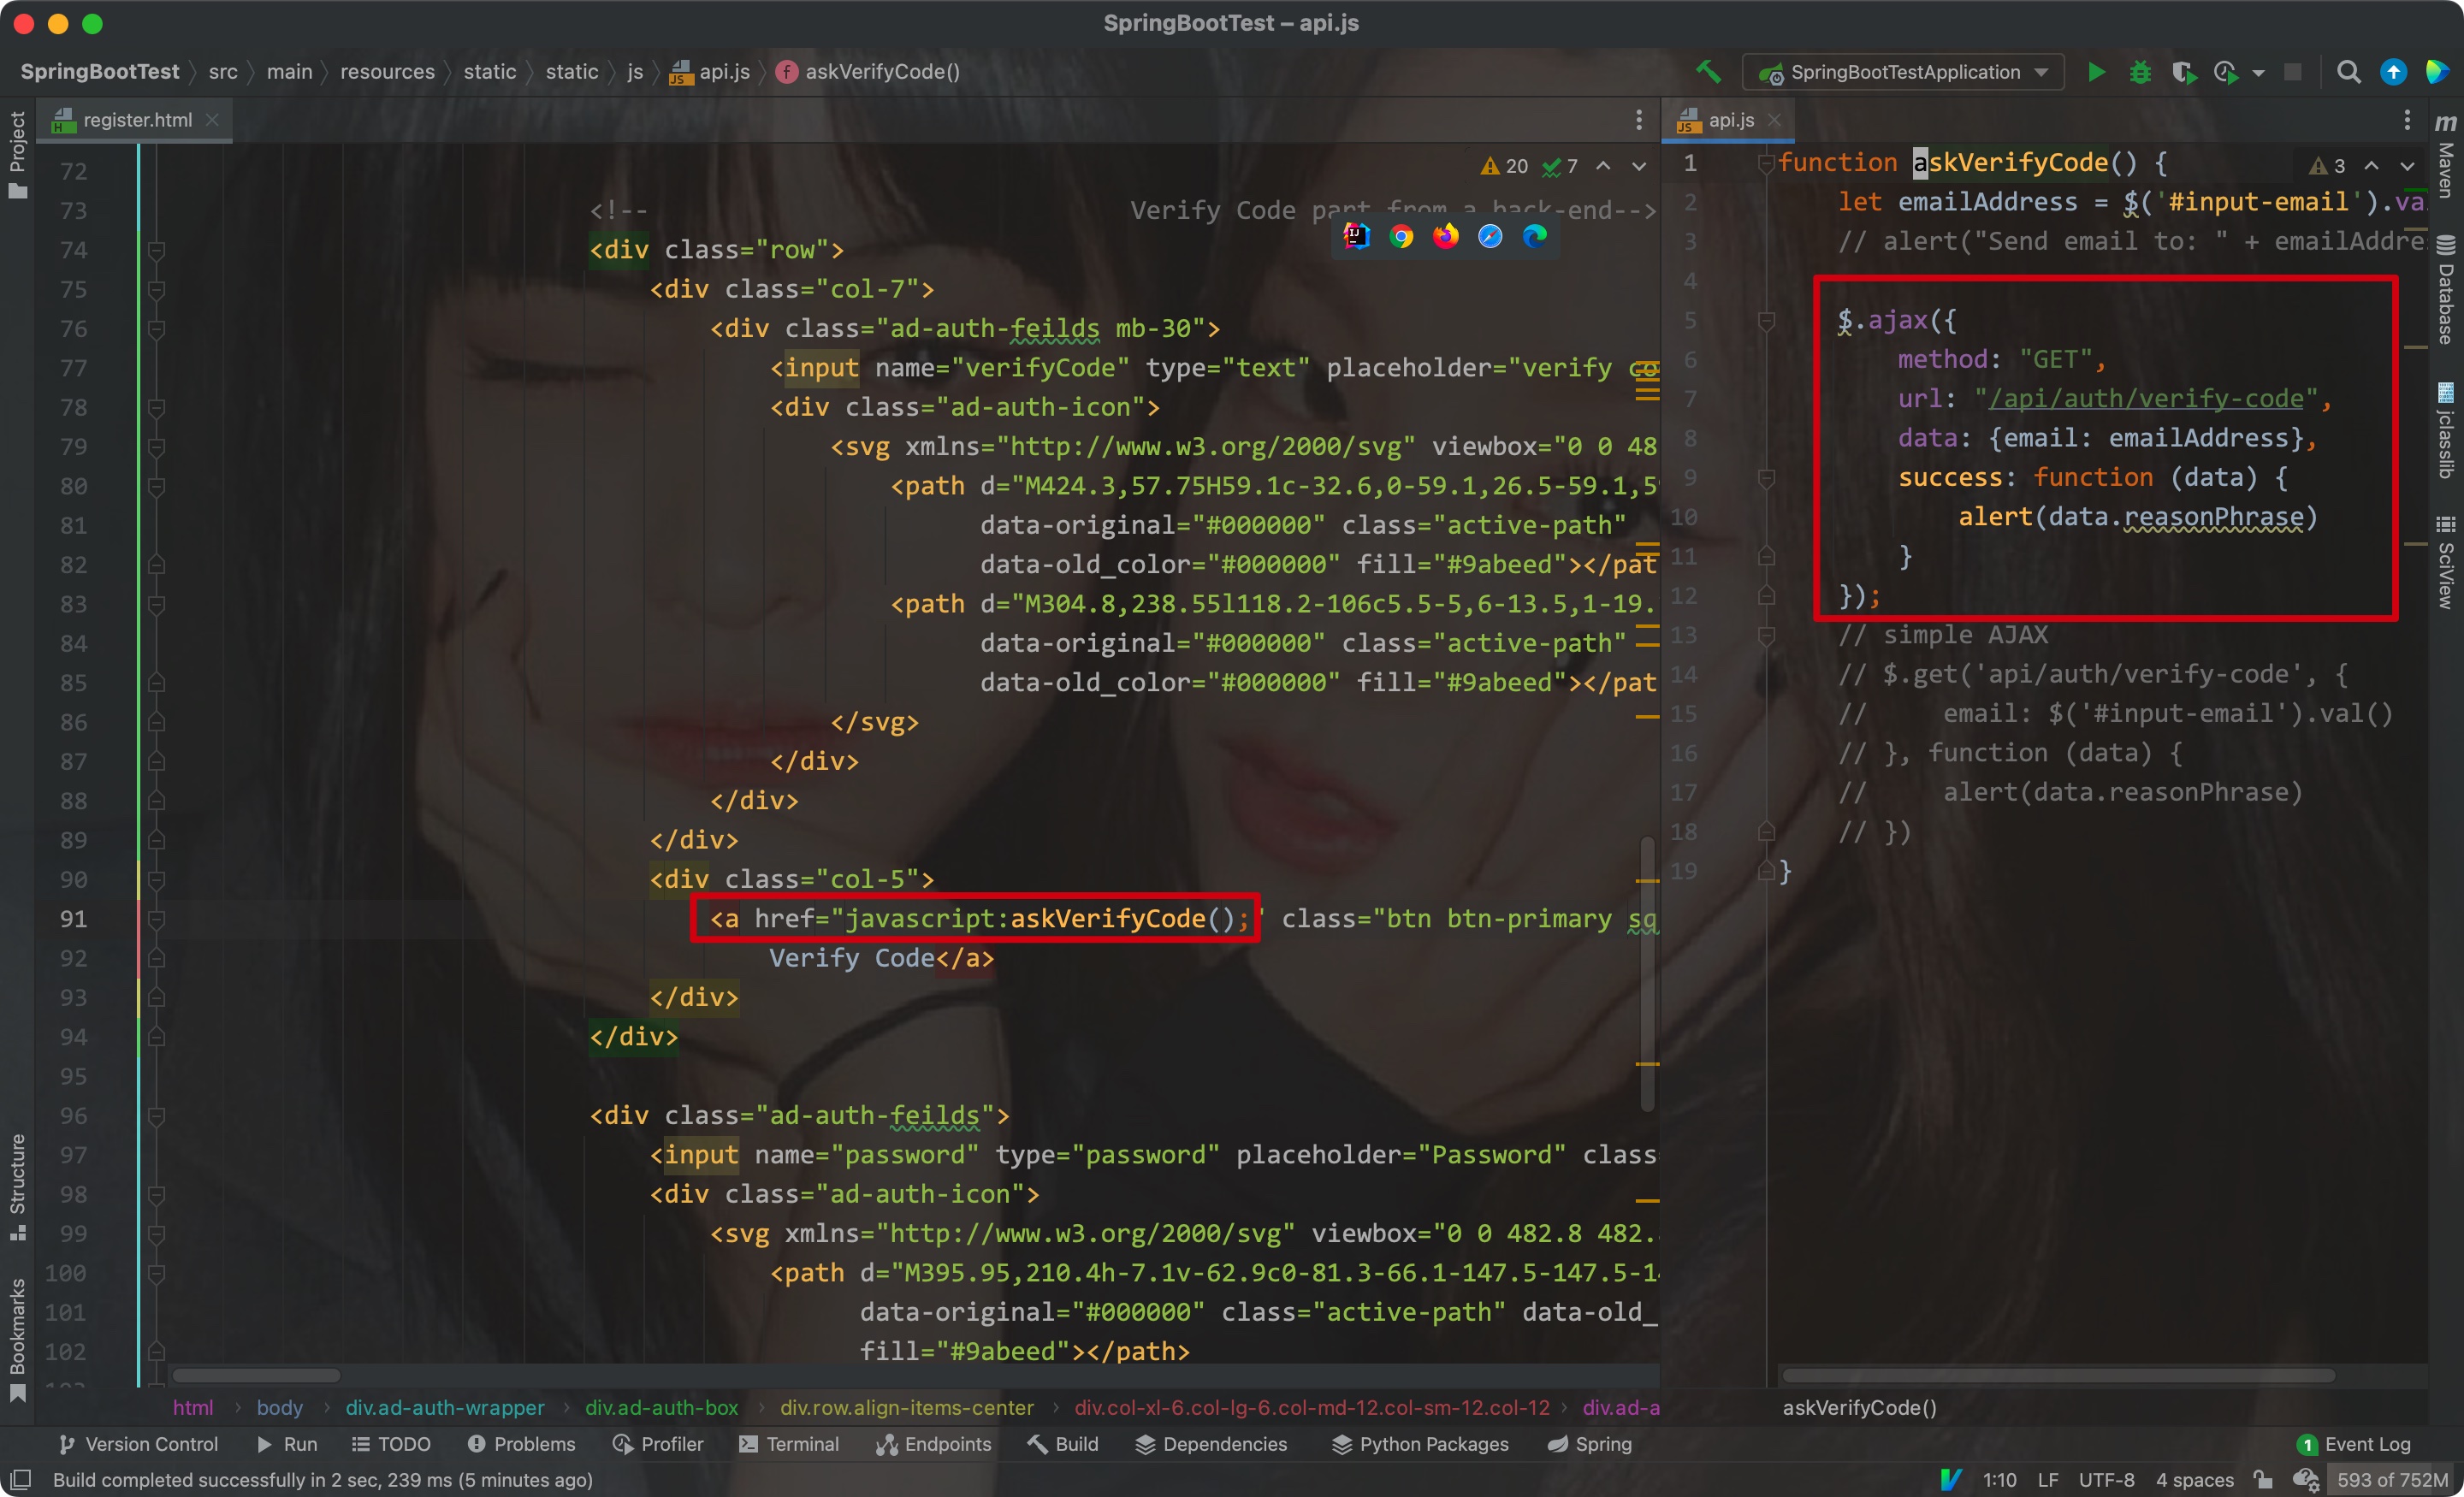 SpringBootTest – api.js
SpringBootTest src main resources static static js api.js askVerifyCode()
SpringBootTestApplication
Project
register.html
20 7
72
73 <!-- Verify Code part from a back-end-->
74 <div class="row">
75 <div class="col-7">
76 <div class="ad-auth-feilds mb-30">
77 <input name="verifyCode" type="text" placeholder="verify co
78 <div class="ad-auth-icon">
79 <svg xmlns="http://www.w3.org/2000/svg" viewbox="0 0 48
80 <path d="M424.3,57.75H59.1c-32.6,0-59.1,26.5-59.1,5
81 data-original="#000000" class="active-path"
82 data-old_color="#000000" fill="#9abeed"></pat
83 <path d="M304.8,238.55l118.2-106c5.5-5,6-13.5,1-19.
84 data-original="#000000" class="active-path"
85 data-old_color="#000000" fill="#9abeed"></pat
86 </svg>
87 </div>
88 </div>
89 </div>
90 <div class="col-5">
91 <a href="javascript:askVerifyCode();" class="btn btn-primary sq
92 Verify Code</a>
93 </div>
94 </div>
95
96 <div class="ad-auth-feilds">
97 <input name="password" type="password" placeholder="Password" class
98 <div class="ad-auth-icon">
99 <svg xmlns="http://www.w3.org/2000/svg" viewbox="0 0 482.8 482.
100 <path d="M395.95,210.4h-7.1v-62.9c0-81.3-66.1-147.5-147.5-14
101 data-original="#000000" class="active-path" data-old_
102 fill="#9abeed"></path>
html body div.ad-auth-wrapper div.ad-auth-box div.row.align-items-center div.col-xl-6.col-lg-6.col-md-12.col-sm-12.col-12 div.ad-a
api.js
3
1 function askVerifyCode() {
2 let emailAddress = $('#input-email').va
3 // alert("Send email to: " + emailAddre
4
5 $.ajax({
6 method: "GET",
7 url: "/api/auth/verify-code",
8 data: {email: emailAddress},
9 success: function (data) {
10 alert(data.reasonPhrase)
11 }
12 });
13 // simple AJAX
14 // $.get('api/auth/verify-code', {
15 // email: $('#input-email').val()
16 // }, function (data) {
17 // alert(data.reasonPhrase)
18 // })
19 }
askVerifyCode()
Maven
Database
jclasslib
SciView
Structure
Bookmarks
Version Control Run TODO Problems Profiler Terminal Endpoints Build Dependencies Python Packages Spring 1 Event Log
Build completed successfully in 2 sec, 239 ms (5 minutes ago) 1:10 LF UTF-8 4 spaces 593 of 752M